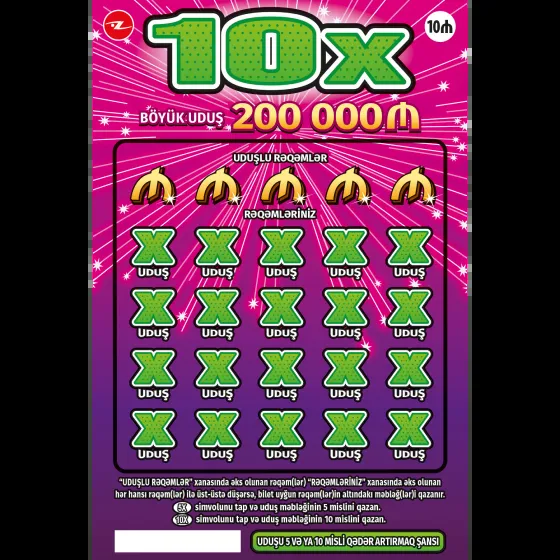 10X
10₼
BÖYÜK UDUŞ 200 000₼
UDUŞLU RƏQƏMLƏR
₼ ₼ ₼ ₼ ₼
RƏQƏMLƏRİNİZ
X X X X X
UDUŞ UDUŞ UDUŞ UDUŞ UDUŞ
X X X X X
UDUŞ UDUŞ UDUŞ UDUŞ UDUŞ
X X X X X
UDUŞ UDUŞ UDUŞ UDUŞ UDUŞ
X X X X X
UDUŞ UDUŞ UDUŞ UDUŞ UDUŞ
"UDUŞLU RƏQƏMLƏR" xanasında əks olunan rəqəm(lər) "RƏQƏMLƏRİNİZ" xanasında əks olunan
hər hansı rəqəm(lər) ilə üst-üstə düşərsə, bilet uyğun rəqəm(lər)in altındakı məbləğ(lər)i qazanır.
5X simvolunu tap və uduş məbləğinin 5 mislini qazan.
10X simvolunu tap və uduş məbləğinin 10 mislini qazan.
UDUŞU 5 VƏ YA 10 MİSLİ QƏDƏR ARTIRMAQ ŞANSI